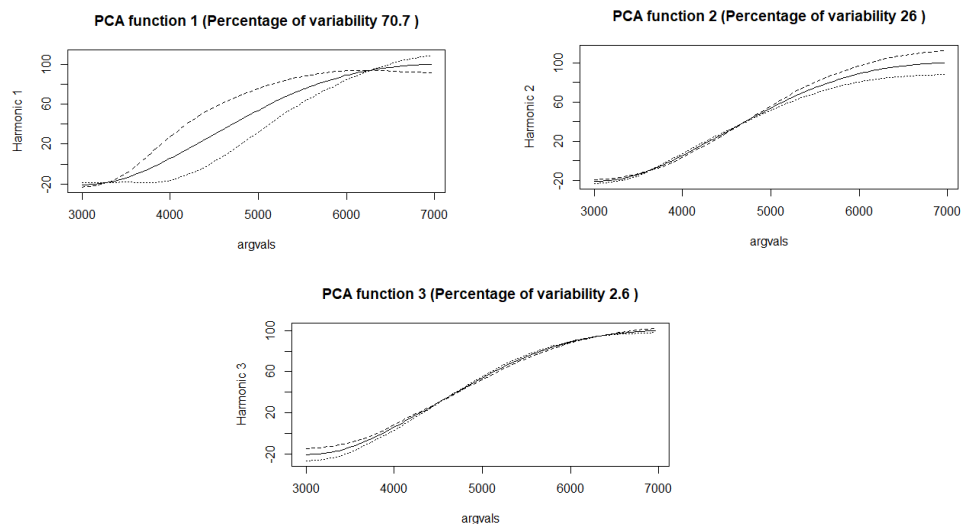 PCA function 1 (Percentage of variability 70.7 )
Harmonic 1
-20 20 60 100
3000 4000 5000 6000 7000
argvals
PCA function 2 (Percentage of variability 26 )
Harmonic 2
-20 20 60 100
3000 4000 5000 6000 7000
argvals
PCA function 3 (Percentage of variability 2.6 )
Harmonic 3
-20 20 60 100
3000 4000 5000 6000 7000
argvals